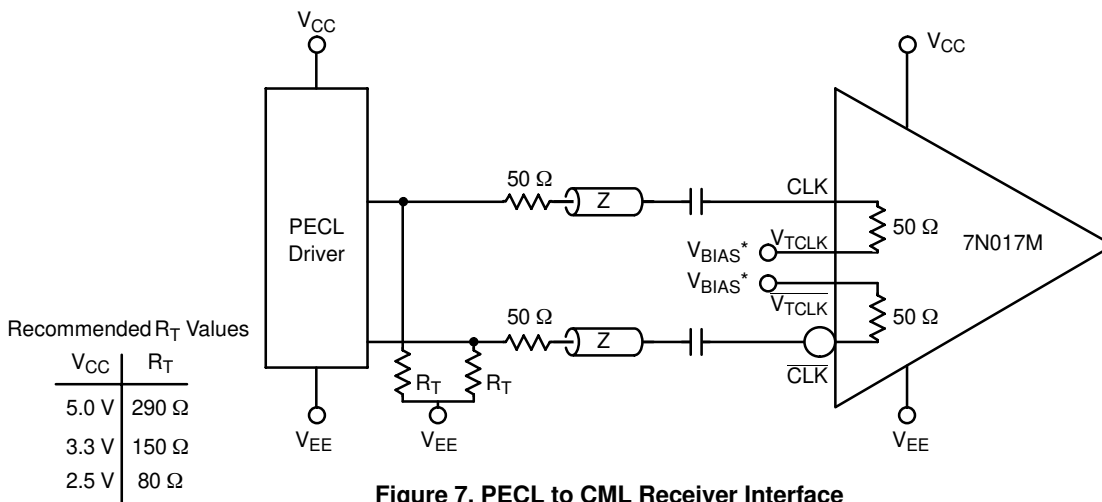 VCC
VCC
50 Ω
Z
CLK
PECL
Driver
VBIAS*
VTCLK
50 Ω
7N017M
VBIAS*
VTCLK
50 Ω
50 Ω
Z
CLK
RT
RT
VEE
VEE
VEE
Recommended RT Values
VCC RT
5.0 V 290 Ω
3.3 V 150 Ω
2.5 V 80 Ω
Figure 7. PECL to CML Receiver Interface